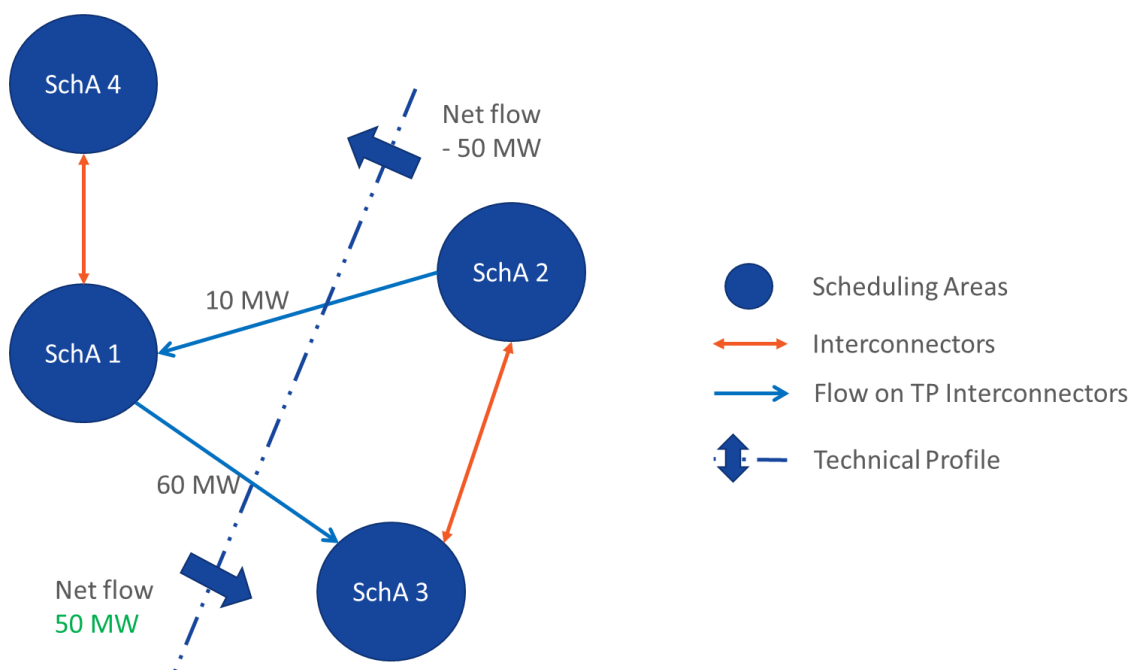 SchA 4
Net flow
- 50 MW
SchA 2
10 MW
SchA 1
60 MW
Net flow
50 MW
SchA 3
Scheduling Areas
Interconnectors
Flow on TP Interconnectors
Technical Profile